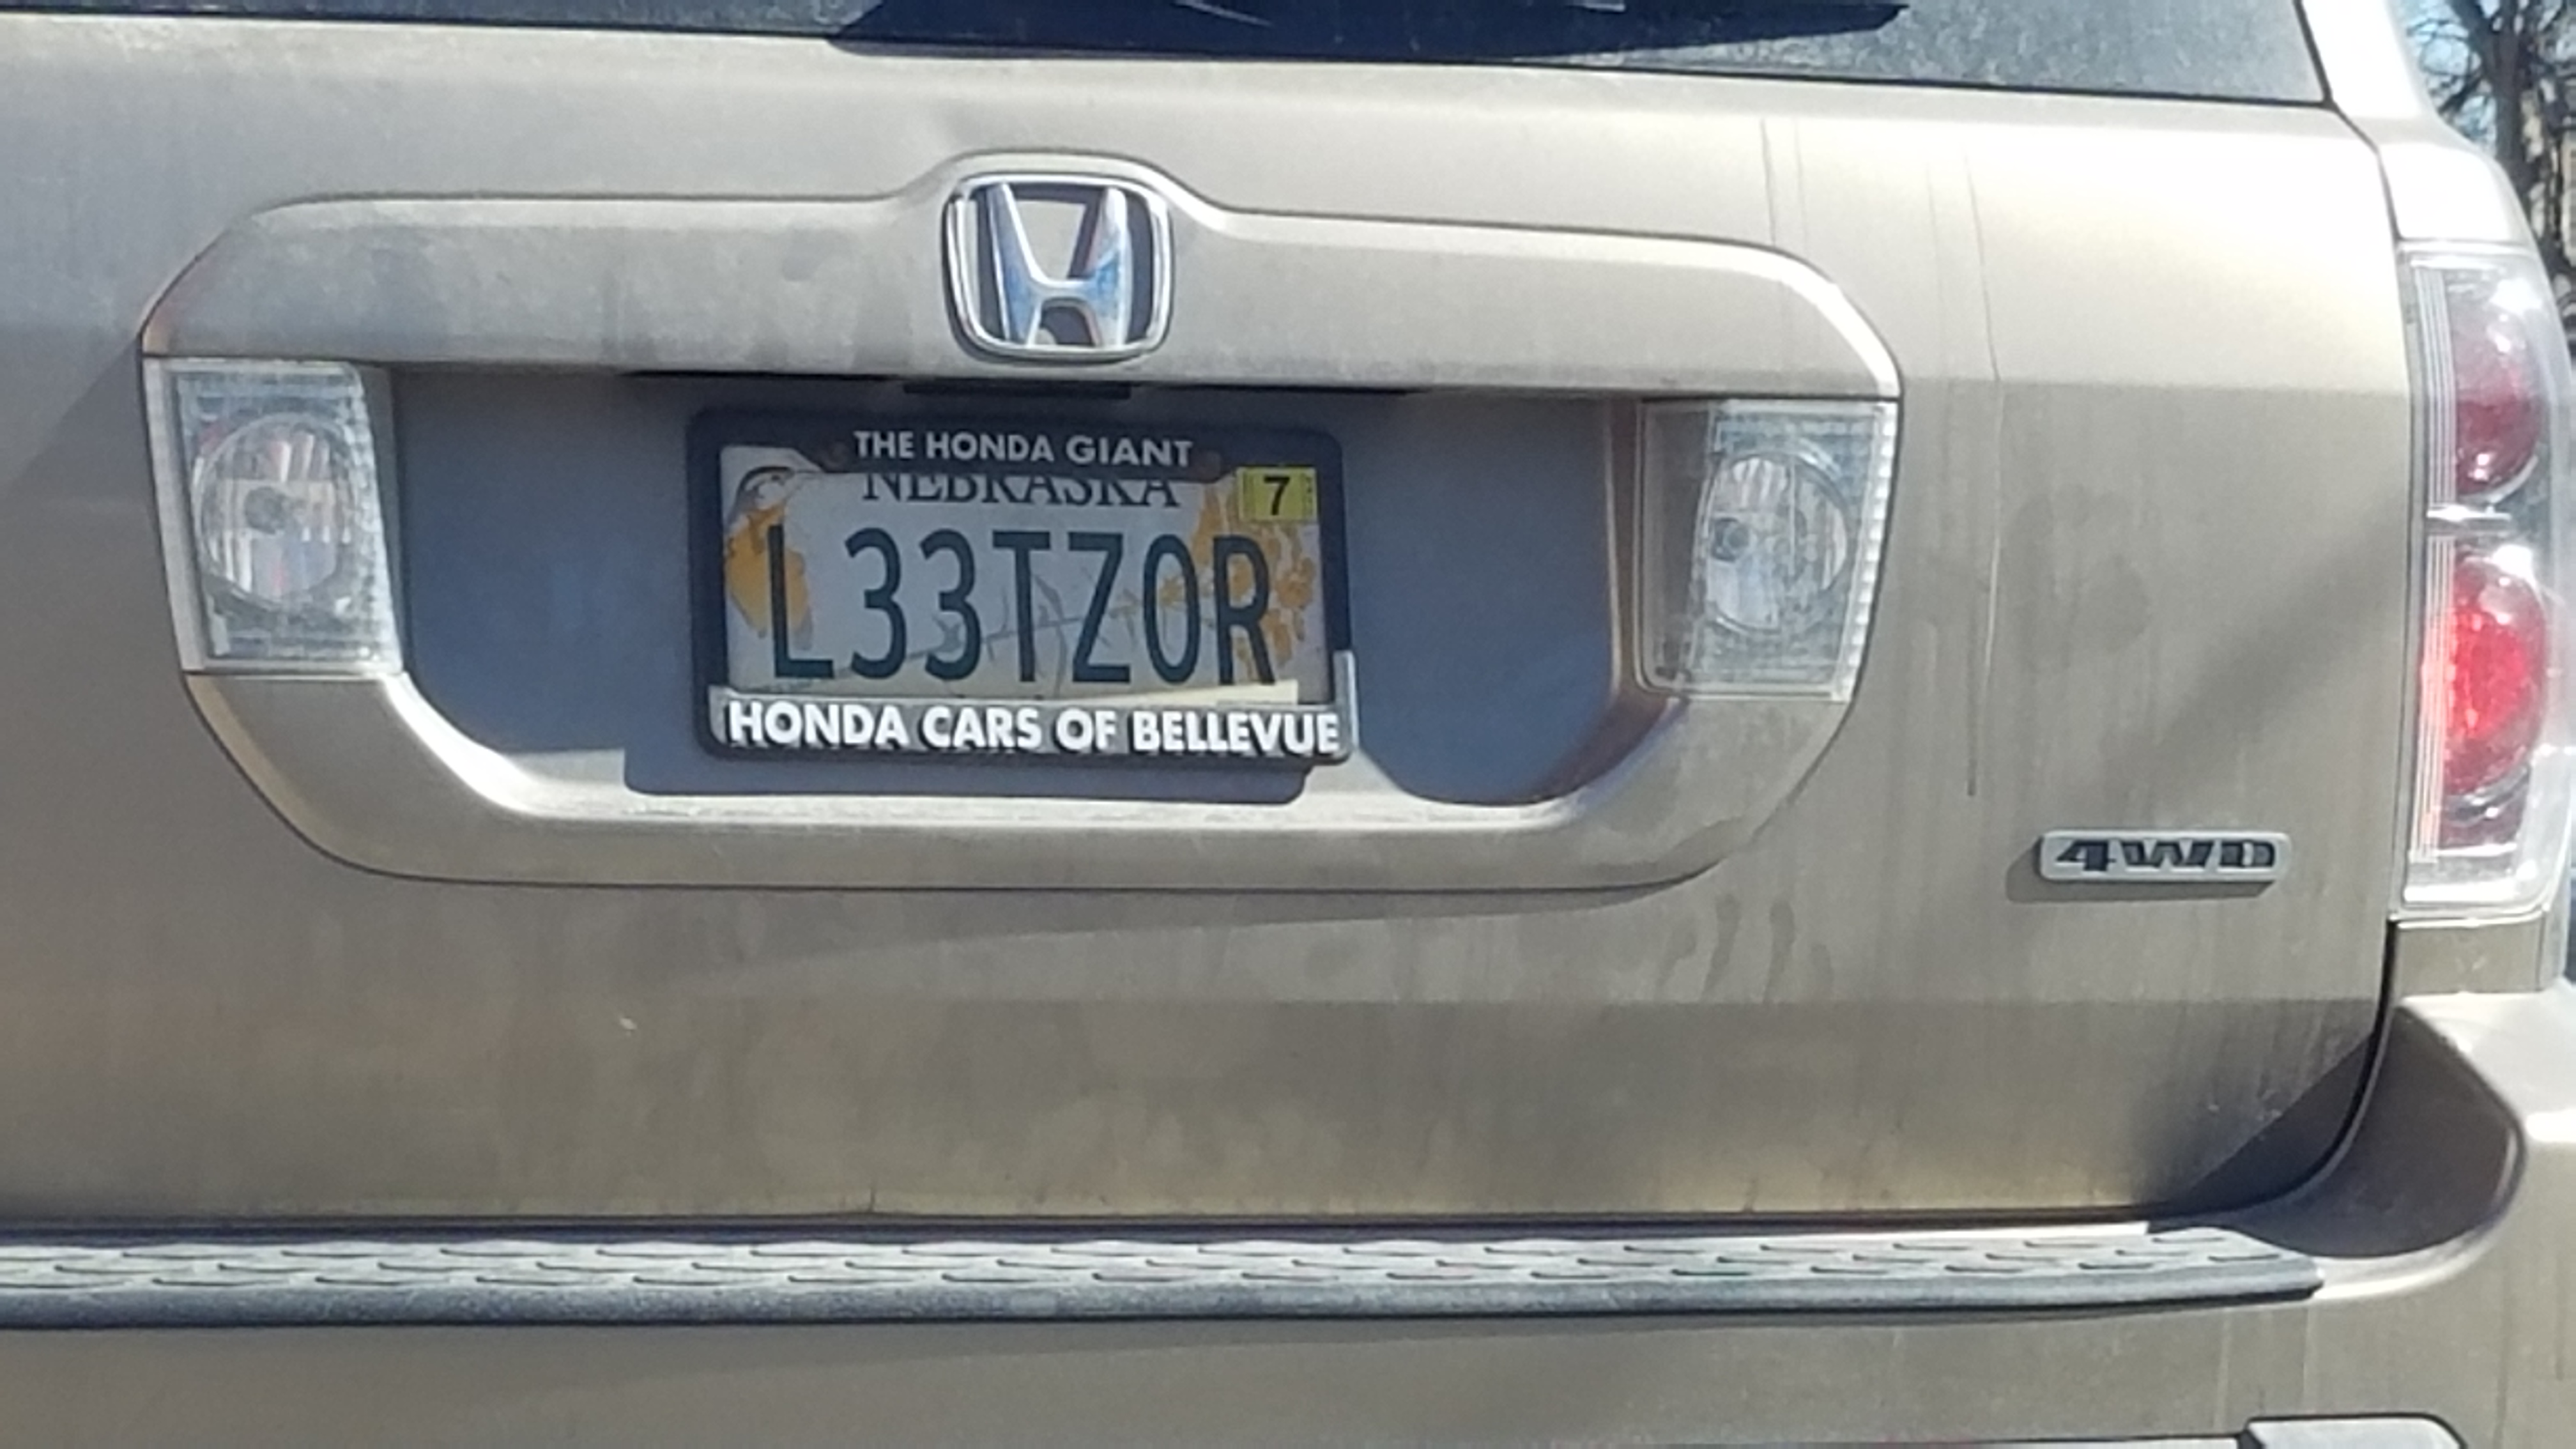 THE HONDA GIANT
NEBRASKA
7
L33TZ0R
HONDA CARS OF BELLEVUE
4WD